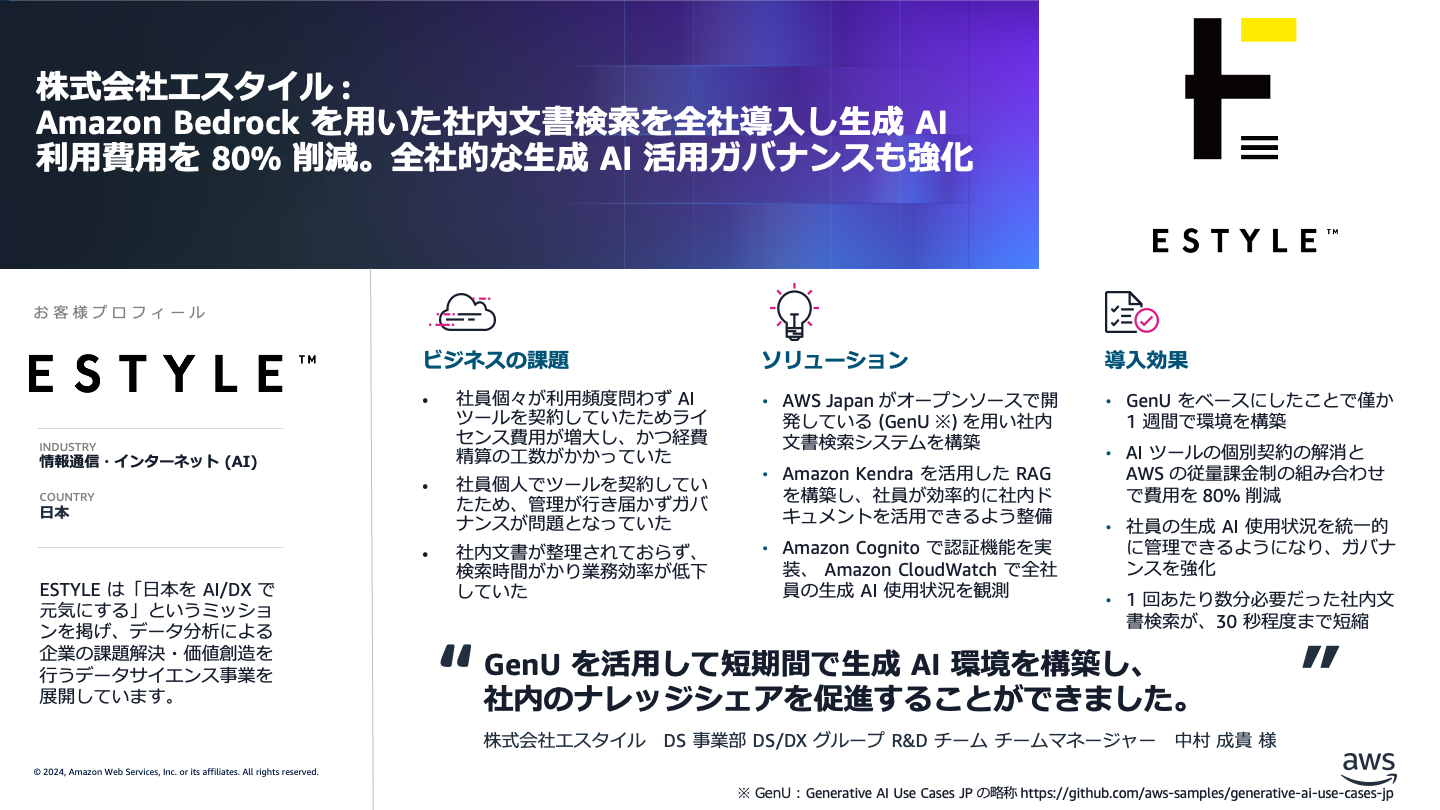 株式会社エスタイル :
Amazon Bedrock を用いた社内文書検索を全社導入し生成 AI
利用費用を 80% 削減。全社的な生成 AI 活用ガバナンスも強化
ESTYLE™
お客様プロフィール
ESTYLE™
INDUSTRY
情報通信・インターネット (AI)
COUNTRY
日本
ESTYLE は「日本を AI/DX で
元気にする」というミッショ
ンを掲げ、データ分析による
企業の課題解決・価値創造を
行うデータサイエンス事業を
展開しています。
ビジネスの課題
• 社員個々が利用頻度問わず AI
ツールを契約していたためライ
センス費用が増大し、かつ経費
精算の工数がかかっていた
• 社員個人でツールを契約してい
たため、管理が行き届かずガバ
ナンスが問題となっていた
• 社内文書が整理されておらず、
検索時間がかり業務効率が低下
していた
ソリューション
• AWS Japan がオープンソースで開
発している (GenU ※) を用い社内
文書検索システムを構築
• Amazon Kendra を活用した RAG
を構築し、社員が効率的に社内ド
キュメントを活用できるよう整備
• Amazon Cognito で認証機能を実
装、 Amazon CloudWatch で全社
員の生成 AI 使用状況を観測
導入効果
• GenU をベースにしたことで僅か
1 週間で環境を構築
• AI ツールの個別契約の解消と
AWS の従量課金制の組み合わせ
で費用を 80% 削減
• 社員の生成 AI 使用状況を統一的
に管理できるようになり、ガバナ
ンスを強化
• 1 回あたり数分必要だった社内文
書検索が、30 秒程度まで短縮
“ GenU を活用して短期間で生成 AI 環境を構築し、 ”
社内のナレッジシェアを促進することができました。
株式会社エスタイル　DS 事業部 DS/DX グループ R&D チーム チームマネージャー　中村 成貴 様
aws
© 2024, Amazon Web Services, Inc. or its affiliates. All rights reserved.
※ GenU : Generative AI Use Cases JP の略称 https://github.com/aws-samples/generative-ai-use-cases-jp